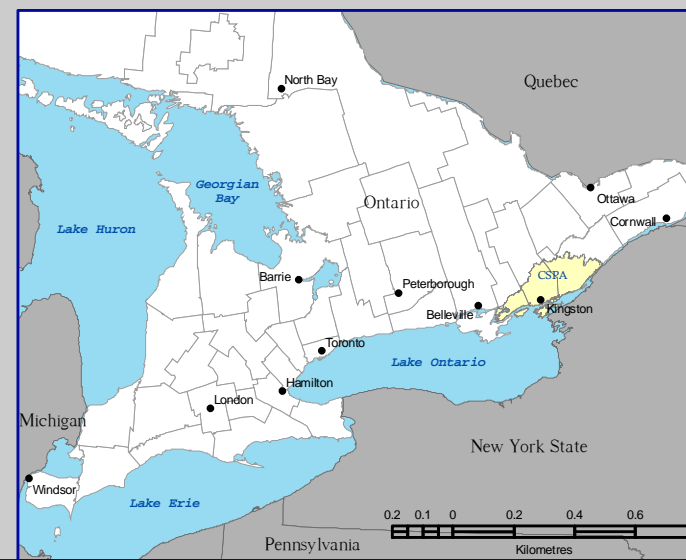 North Bay
Quebec
Georgian
Bay
Ontario
Ottawa
Cornwall
Lake Huron
Barrie
CSPA
Peterborough
Belleville
Kingston
Toronto
Lake Ontario
Hamilton
London
Michigan
New York State
Windsor
Lake Erie
0.2 0.1 0 0.2 0.4 0.6
Kilometres
Pennsylvania